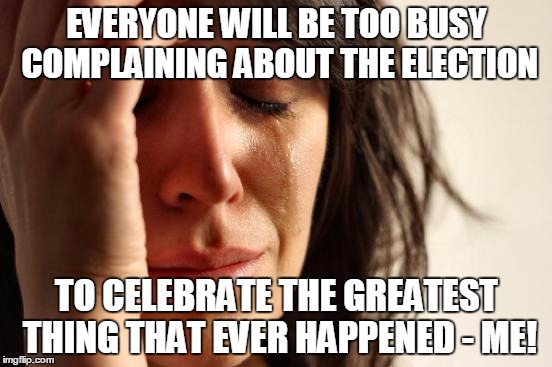 EVERYONE WILL BE TOO BUSY
COMPLAINING ABOUT THE ELECTION
TO CELEBRATE THE GREATEST
THING THAT EVER HAPPENED - ME!
imgflip.com